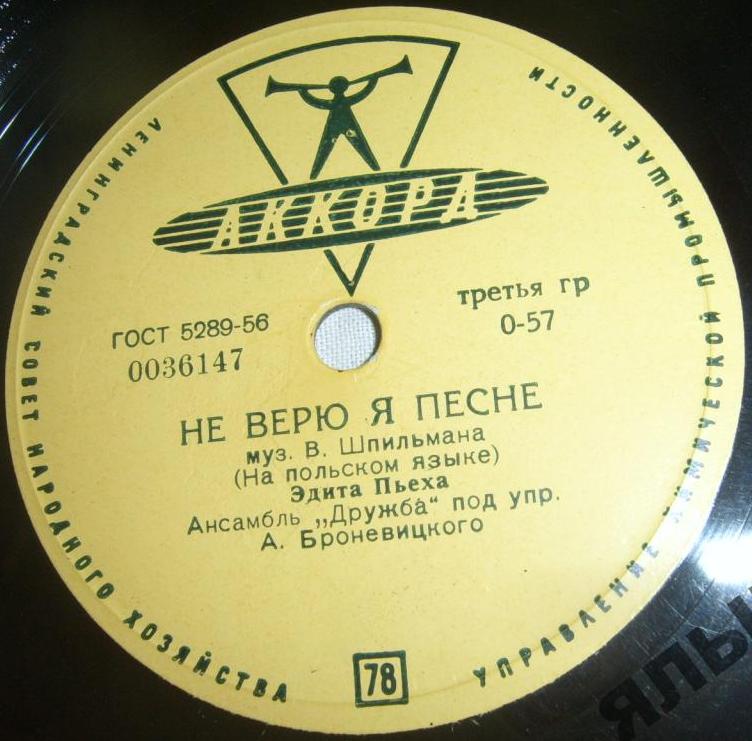 АККОРД
ГОСТ 5289-56
0036147
третья гр
0-57
НЕ ВЕРЮ Я ПЕСНЕ
муз. В. Шпильмана
(На польском языке)
Эдита Пьеха
Ансамбль „Дружба“ под упр.
А. Броневицкого
78
ЛЕНИНГРАДСКИЙ СОВЕТ НАРОДНОГО ХОЗЯЙСТВА
УПРАВЛЕНИЕ ХИМИЧЕСКОЙ ПРОМЫШЛЕННОСТИ